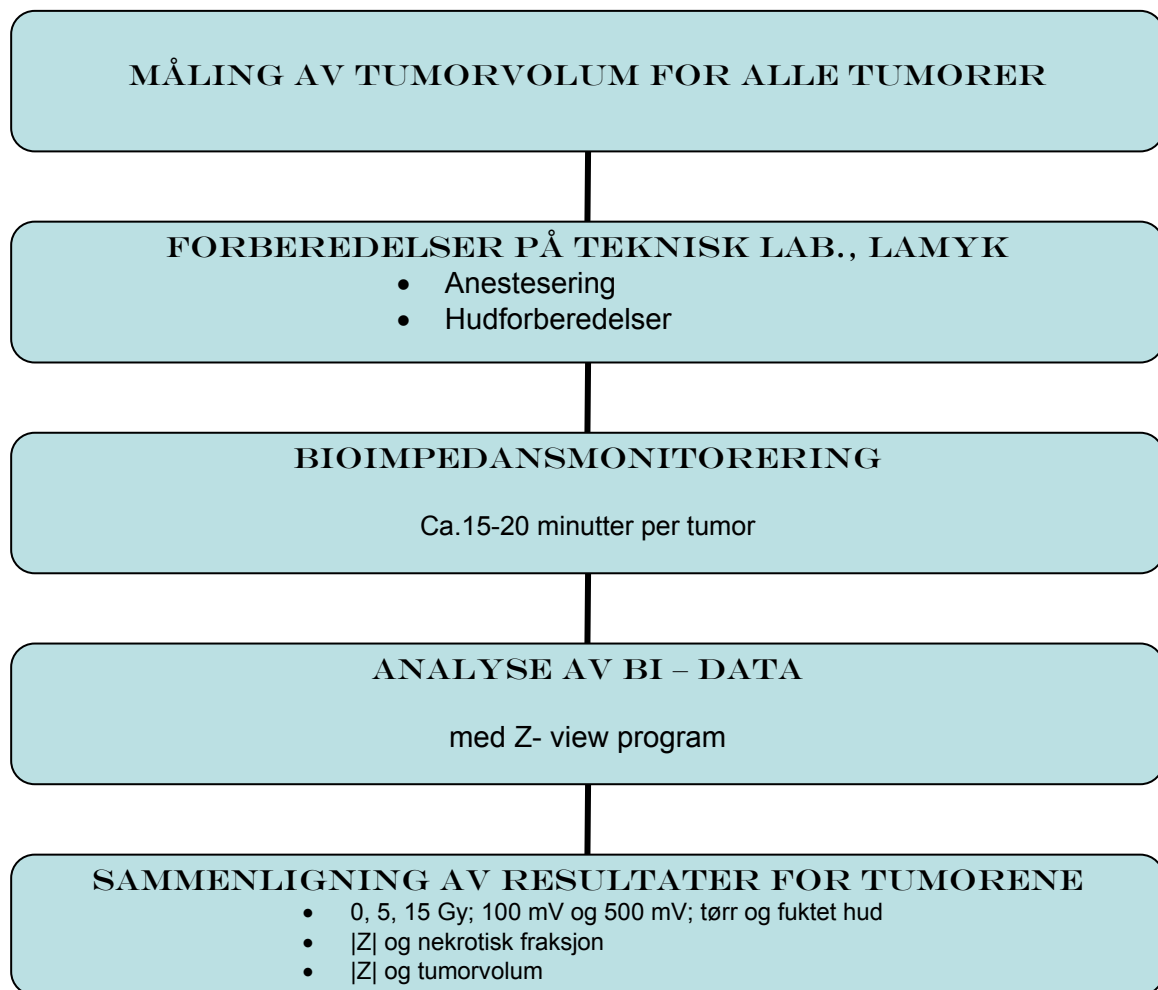 MÅLING AV TUMORVOLUM FOR ALLE TUMORER
FORBEREDELSER PÅ TEKNISK LAB., LAMYK
• Anestesering
• Hudforberedelser
BIOIMPEDANSMONITORERING
Ca.15-20 minutter per tumor
ANALYSE AV BI – DATA
med Z- view program
SAMMENLIGNING AV RESULTATER FOR TUMORENE
• 0, 5, 15 Gy; 100 mV og 500 mV; tørr og fuktet hud
• |Z| og nekrotisk fraksjon
• |Z| og tumorvolum